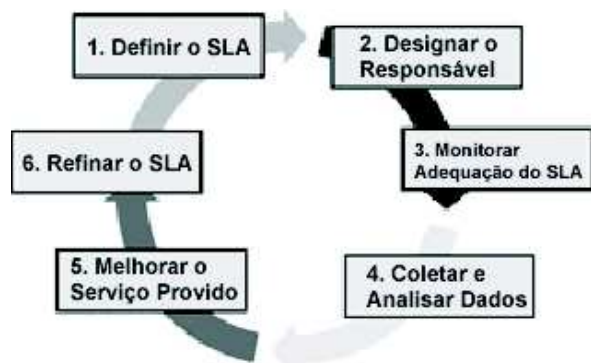 1. Definir o SLA
2. Designar o
Responsável
3. Monitorar
Adequação do SLA
4. Coletar e
Analisar Dados
5. Melhorar o
Serviço Provido
6. Refinar o SLA